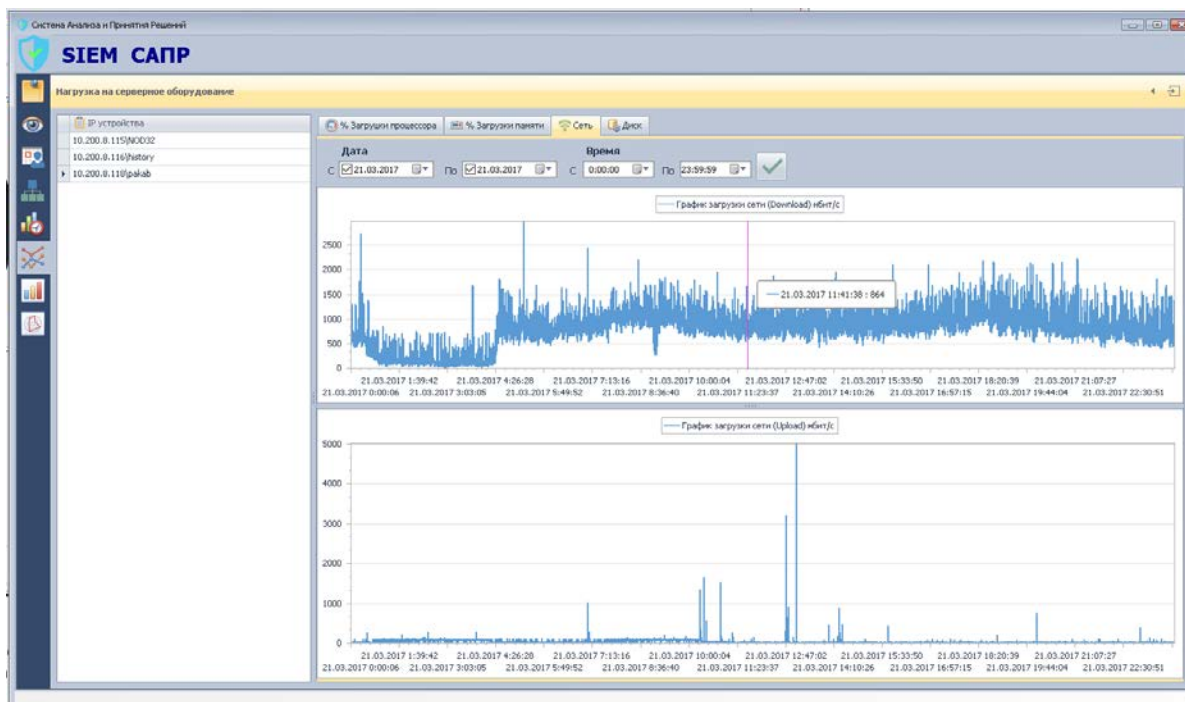 Система Анализа и Принятия Решений
SIEM САПР
Нагрузка на серверное оборудование
IP устройства
10.200.8.115\NOD32
10.200.8.116\history
10.200.8.118\pakab
% Загрузки процессора % Загрузки памяти Сеть Диск
Дата Время
С 21.03.2017 По 21.03.2017 С 0:00:00 По 23:59:59
График загрузки сети (Download) мбит/с
2500
2000
1500
1000
500
0
21.03.2017 11:41:38 : 864
21.03.2017 1:39:42 21.03.2017 4:26:28 21.03.2017 7:13:16 21.03.2017 10:00:04 21.03.2017 12:47:02 21.03.2017 15:33:50 21.03.2017 18:20:39 21.03.2017 21:07:27
21.03.2017 0:00:06 21.03.2017 3:03:05 21.03.2017 5:49:52 21.03.2017 8:36:40 21.03.2017 11:23:37 21.03.2017 14:10:26 21.03.2017 16:57:15 21.03.2017 19:44:04 21.03.2017 22:30:51
График загрузки сети (Upload) мбит/с
5000
4000
3000
2000
1000
0
21.03.2017 1:39:42 21.03.2017 4:26:28 21.03.2017 7:13:16 21.03.2017 10:00:04 21.03.2017 12:47:02 21.03.2017 15:33:50 21.03.2017 18:20:39 21.03.2017 21:07:27
21.03.2017 0:00:06 21.03.2017 3:03:05 21.03.2017 5:49:52 21.03.2017 8:36:40 21.03.2017 11:23:37 21.03.2017 14:10:26 21.03.2017 16:57:15 21.03.2017 19:44:04 21.03.2017 22:30:51